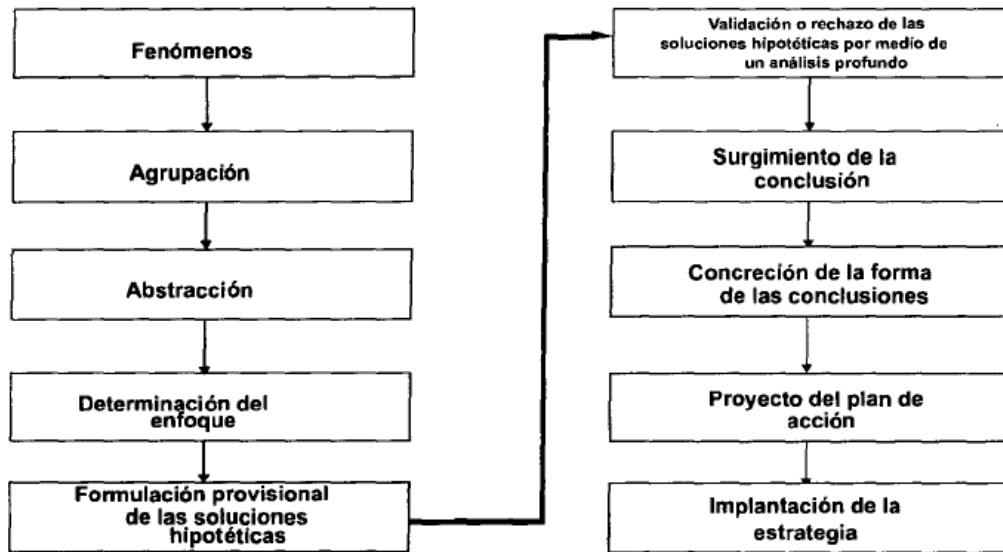 Fenómenos
Agrupación
Abstracción
Determinación del
enfoque
Formulación provisional
de las soluciones
hipotéticas
Validación o rechazo de las
soluciones hipotéticas por medio de
un análisis profundo
Surgimiento de la
conclusión
Concreción de la forma
de las conclusiones
Proyecto del plan de
acción
Implantación de la
estrategia